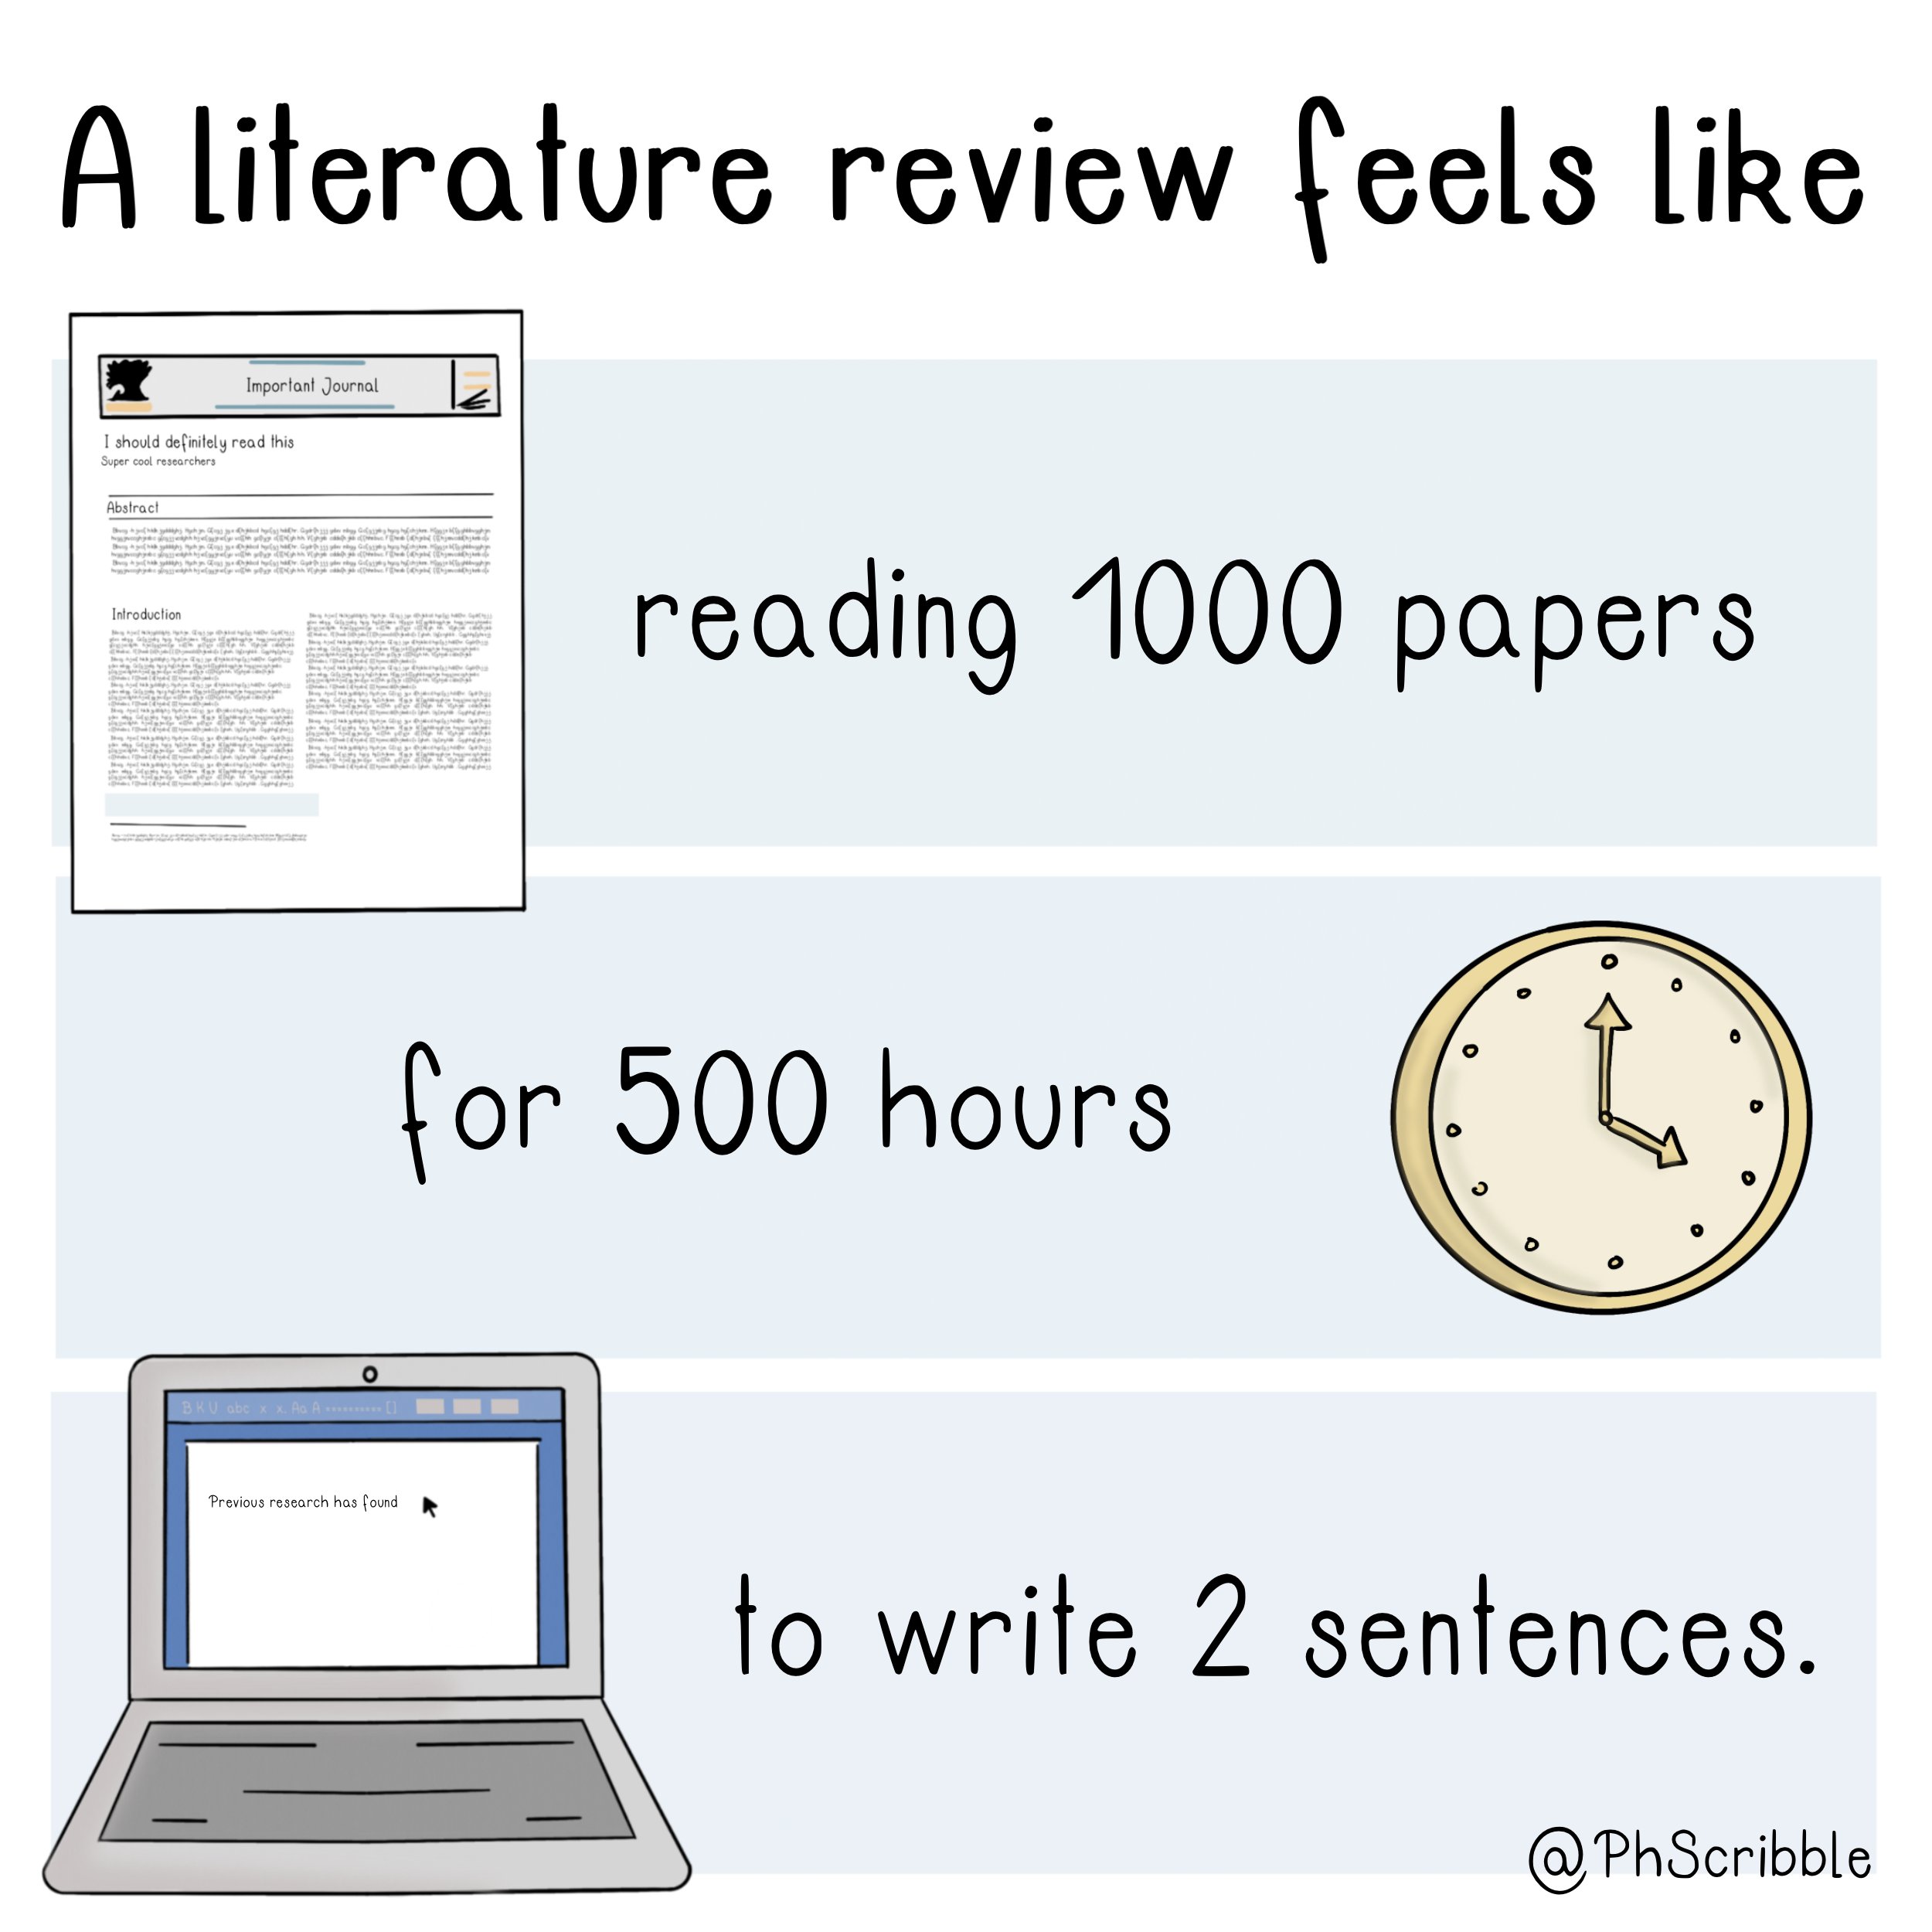 A literature review feels like
Important Journal
I should definitely read this
Super cool researchers
Abstract
Introduction
reading 1000 papers
for 500 hours
B K U abc x x. Aa A
Previous research has found
to write 2 sentences.
@PhScribble